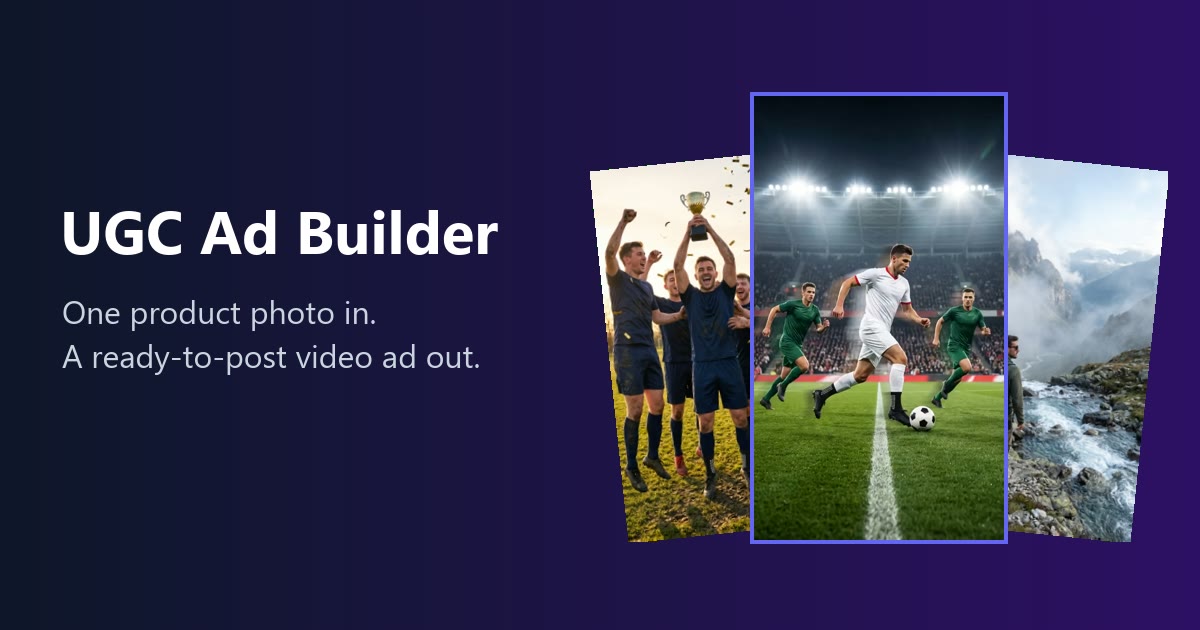 UGC Ad Builder
One product photo in.
A ready-to-post video ad out.